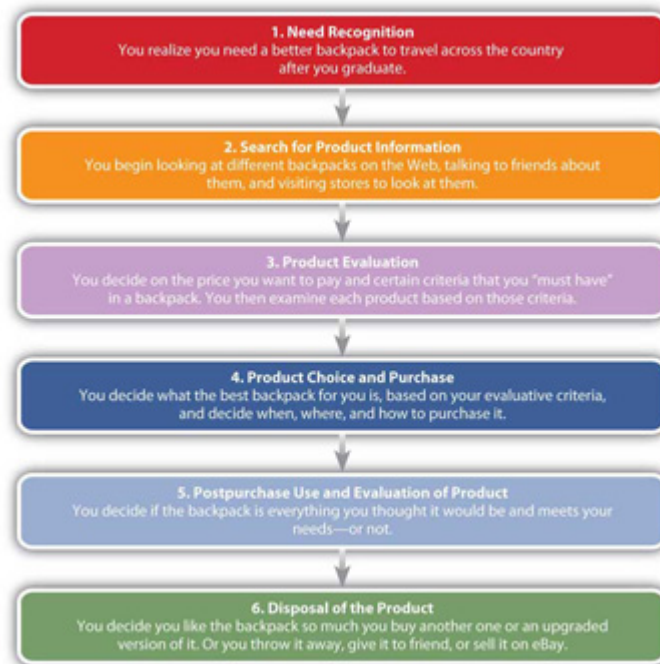 1. Need Recognition
You realize you need a better backpack to travel across the country
after you graduate.
2. Search for Product Information
You begin looking at different backpacks on the Web, talking to friends about
them, and visiting stores to look at them.
3. Product Evaluation
You decide on the price you want to pay and certain criteria that you “must have”
in a backpack. You then examine each product based on those criteria.
4. Product Choice and Purchase
You decide what the best backpack for you is, based on your evaluative criteria,
and decide when, where, and how to purchase it.
5. Postpurchase Use and Evaluation of Product
You decide if the backpack is everything you thought it would be and meets your
needs—or not.
6. Disposal of the Product
You decide you like the backpack so much you buy another one or an upgraded
version of it. Or you throw it away, give it to friend, or sell it on eBay.